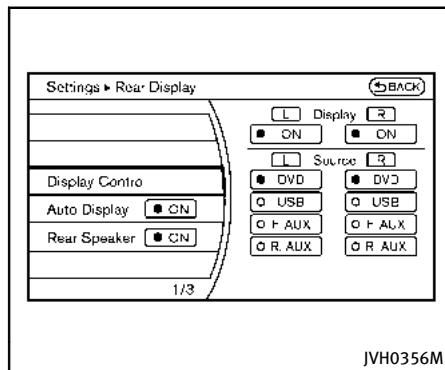 Settings ▸ Rear Display
BACK
L Display R
ON ON
L Source R
Display Contro
DVD DVD
Auto Display ON
USB USB
F AUX F AUX
Rear Speaker ON
R. AUX R AUX
1/3
JVH0356M